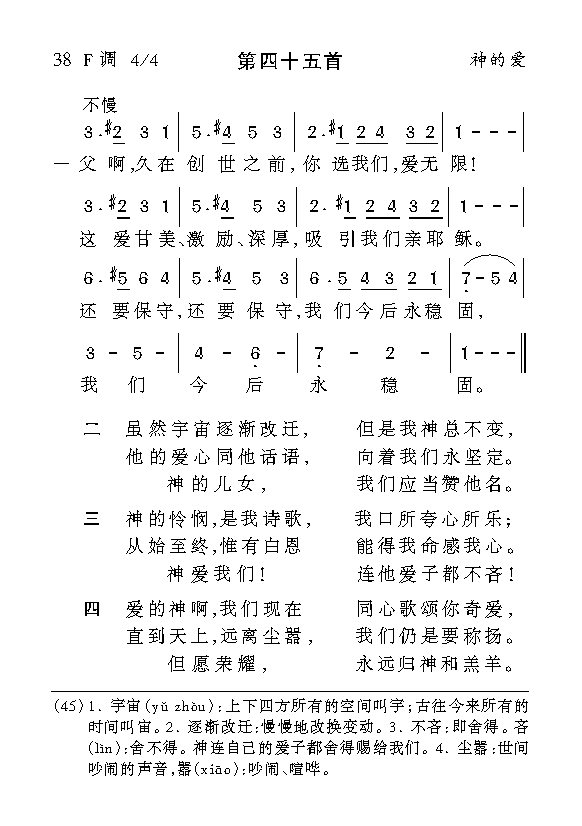 38 F调 4/4 第四十五首 神的爱
不慢
3·#2 3 1 | 5·#4 5 3 | 2·#1 2 4 3 2 | 1 - - - |
一 父 啊,久在 创 世之前, 你 选我们,爱无 限!
3·#2 3 1 | 5·#4 5 3 | 2· #1 2 4 3 2 | 1 - - - |
这 爱甘美、激 励、深厚, 吸 引我们亲耶 稣。
6·#5 6 4 | 5·#4 5 3 | 6·5 4 3 2 1 | 7 - 5 4 |
还 要保守, 还 要 保 守, 我 们今后永稳 固,
3 - 5 - | 4 - 6 - | 7 - 2 - | 1 - - - ‖
我 们 今 后 永 稳 固。
二 虽然宇宙逐渐改迁, 但是我神总不变,
他的爱心同他话语, 向着我们永坚定。
神的儿女, 我们应当赞他名。
三 神的怜悯,是我诗歌, 我口所夸心所乐;
从始至终,惟有白恩 能得我命感我心。
神爱我们! 连他爱子都不吝!
四 爱的神啊,我们现在 同心歌颂你奇爱,
直到天上,远离尘嚣, 我们仍是要称扬。
但愿荣耀, 永远归神和羔羊。
(45) 1. 宇宙(yǔ zhòu):上下四方所有的空间叫宇;古往今来所有的
时间叫宙。2. 逐渐改迁:慢慢地改换变动。3. 不吝:即舍得。吝
(lìn):舍不得。神连自己的爱子都舍得赐给我们。4. 尘嚣:世间
吵闹的声音,嚣(xiāo):吵闹、喧哗。